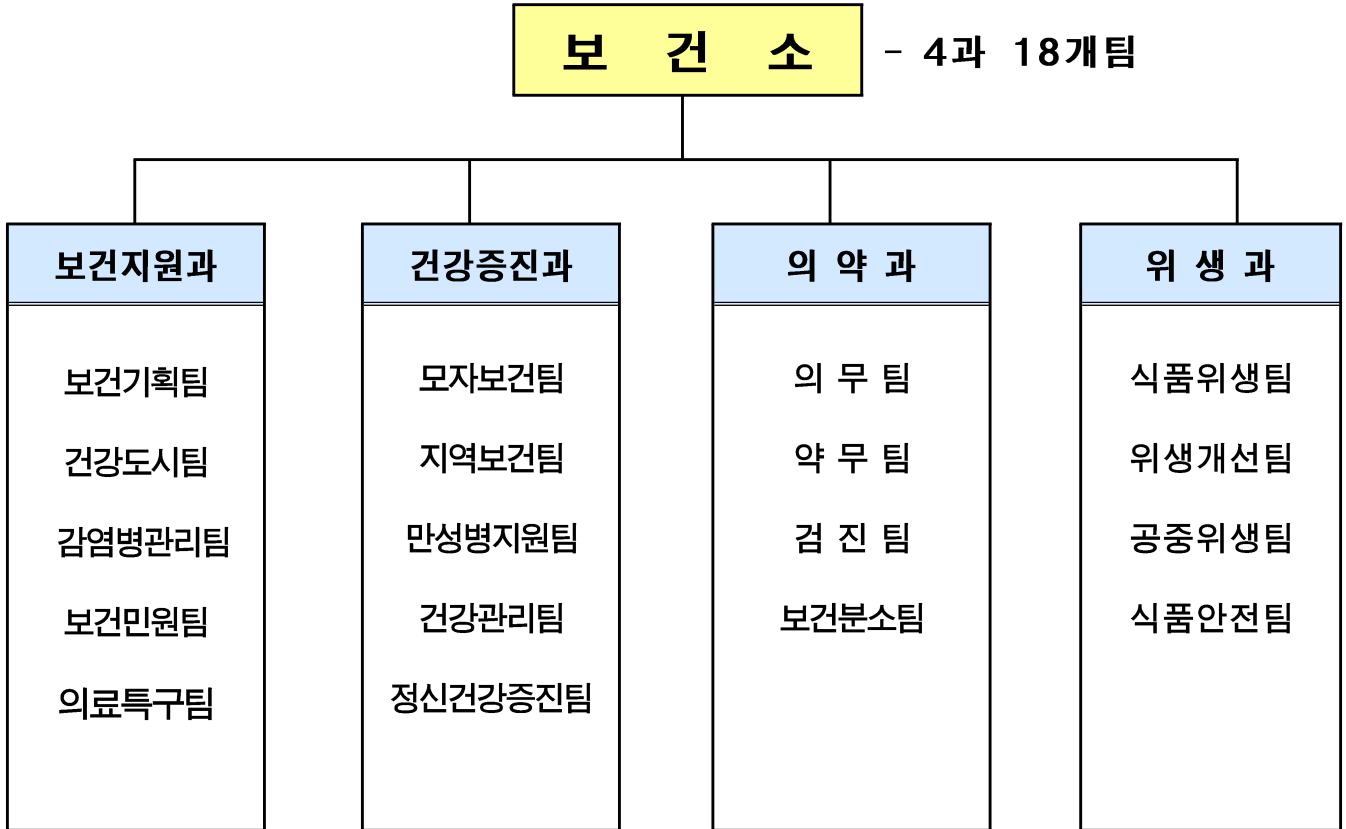 보 건 소
- 4과 18개팀
보건지원과
보건기획팀
건강도시팀
감염병관리팀
보건민원팀
의료특구팀
건강증진과
모자보건팀
지역보건팀
만성병지원팀
건강관리팀
정신건강증진팀
의 약 과
의 무 팀
약 무 팀
검 진 팀
보건분소팀
위 생 과
식품위생팀
위생개선팀
공중위생팀
식품안전팀